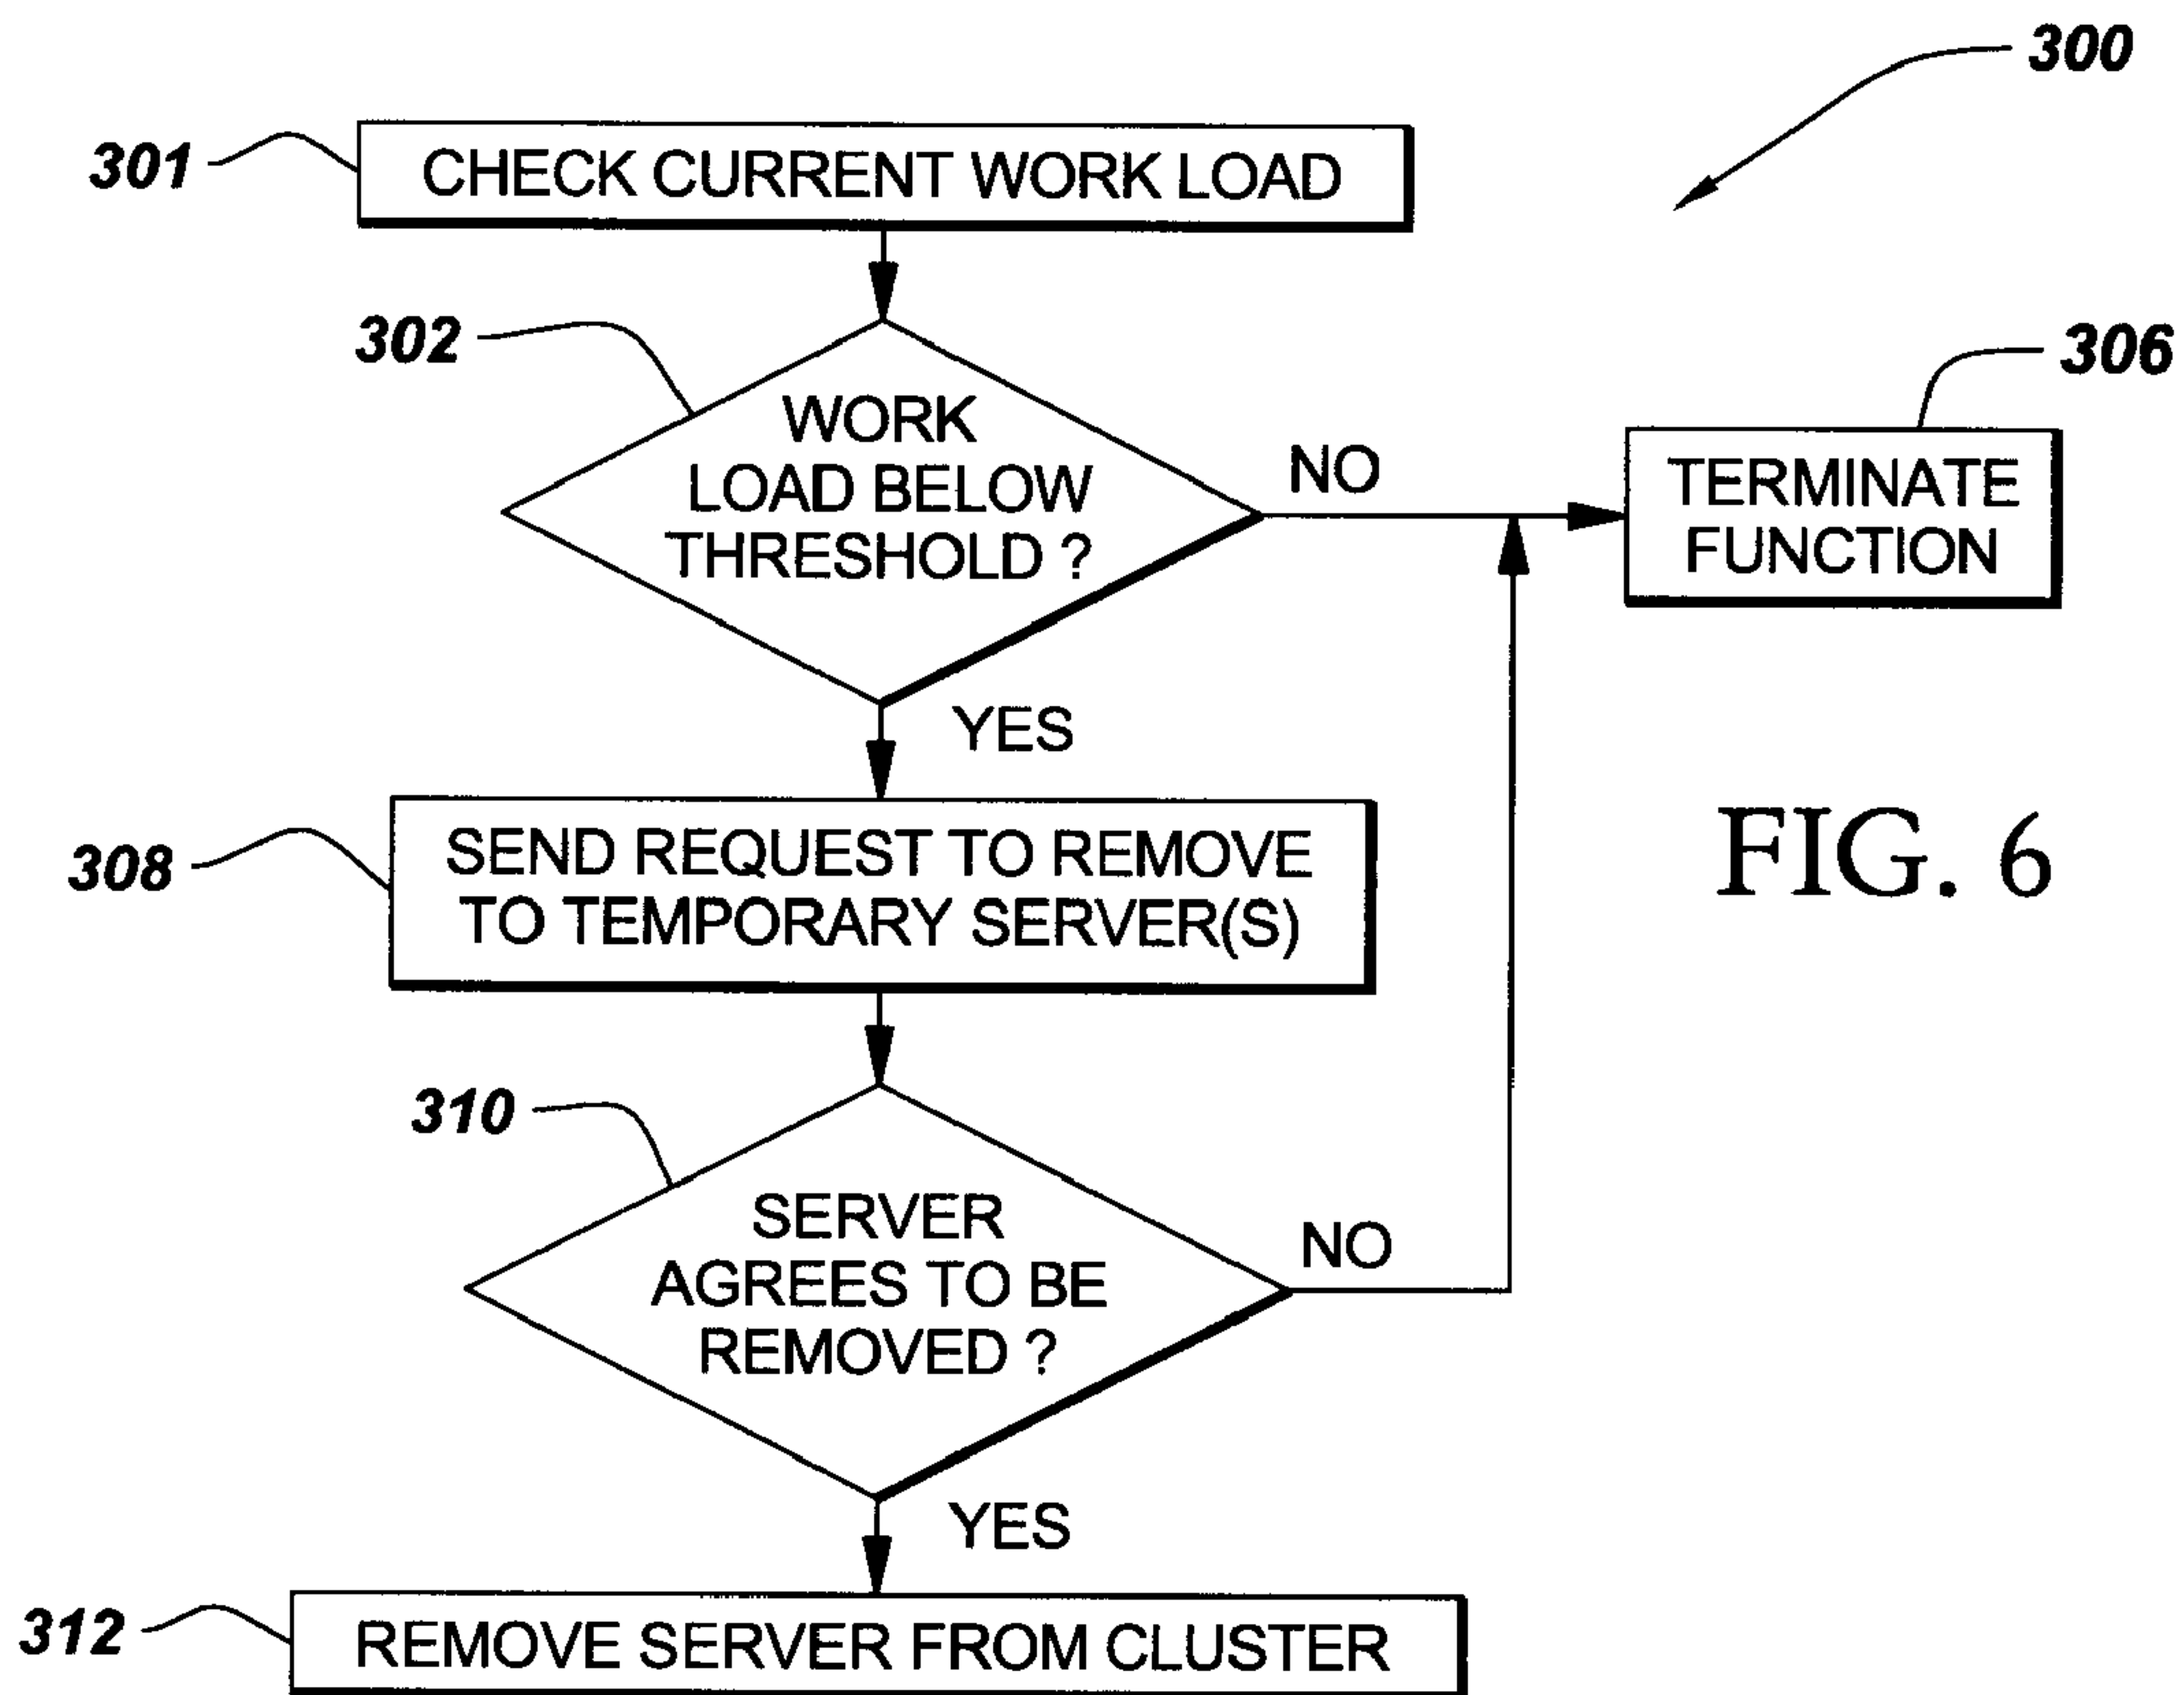 300
301
CHECK CURRENT WORK LOAD
302
WORK
LOAD BELOW
THRESHOLD ?
NO
306
TERMINATE
FUNCTION
YES
308
SEND REQUEST TO REMOVE
TO TEMPORARY SERVER(S)
FIG. 6
310
SERVER
AGREES TO BE
REMOVED ?
NO
YES
312
REMOVE SERVER FROM CLUSTER